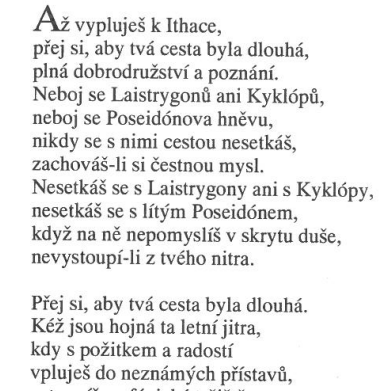 Až vypluješ k Ithace,
přej si, aby tvá cesta byla dlouhá,
plná dobrodružství a poznání.
Neboj se Laistrygonů ani Kyklópů,
neboj se Poseidónova hněvu,
nikdy se s nimi cestou nesetkáš,
zachováš-li si čestnou mysl.
Nesetkáš se s Laistrygony ani s Kyklópy,
nesetkáš se s lítým Poseidónem,
když na ně nepomyslíš v skrytu duše,
nevystoupí-li z tvého nitra.

Přej si, aby tvá cesta byla dlouhá.
Kéž jsou hojná ta letní jitra,
kdy s požitkem a radostí
vpluješ do neznámých přístavů,